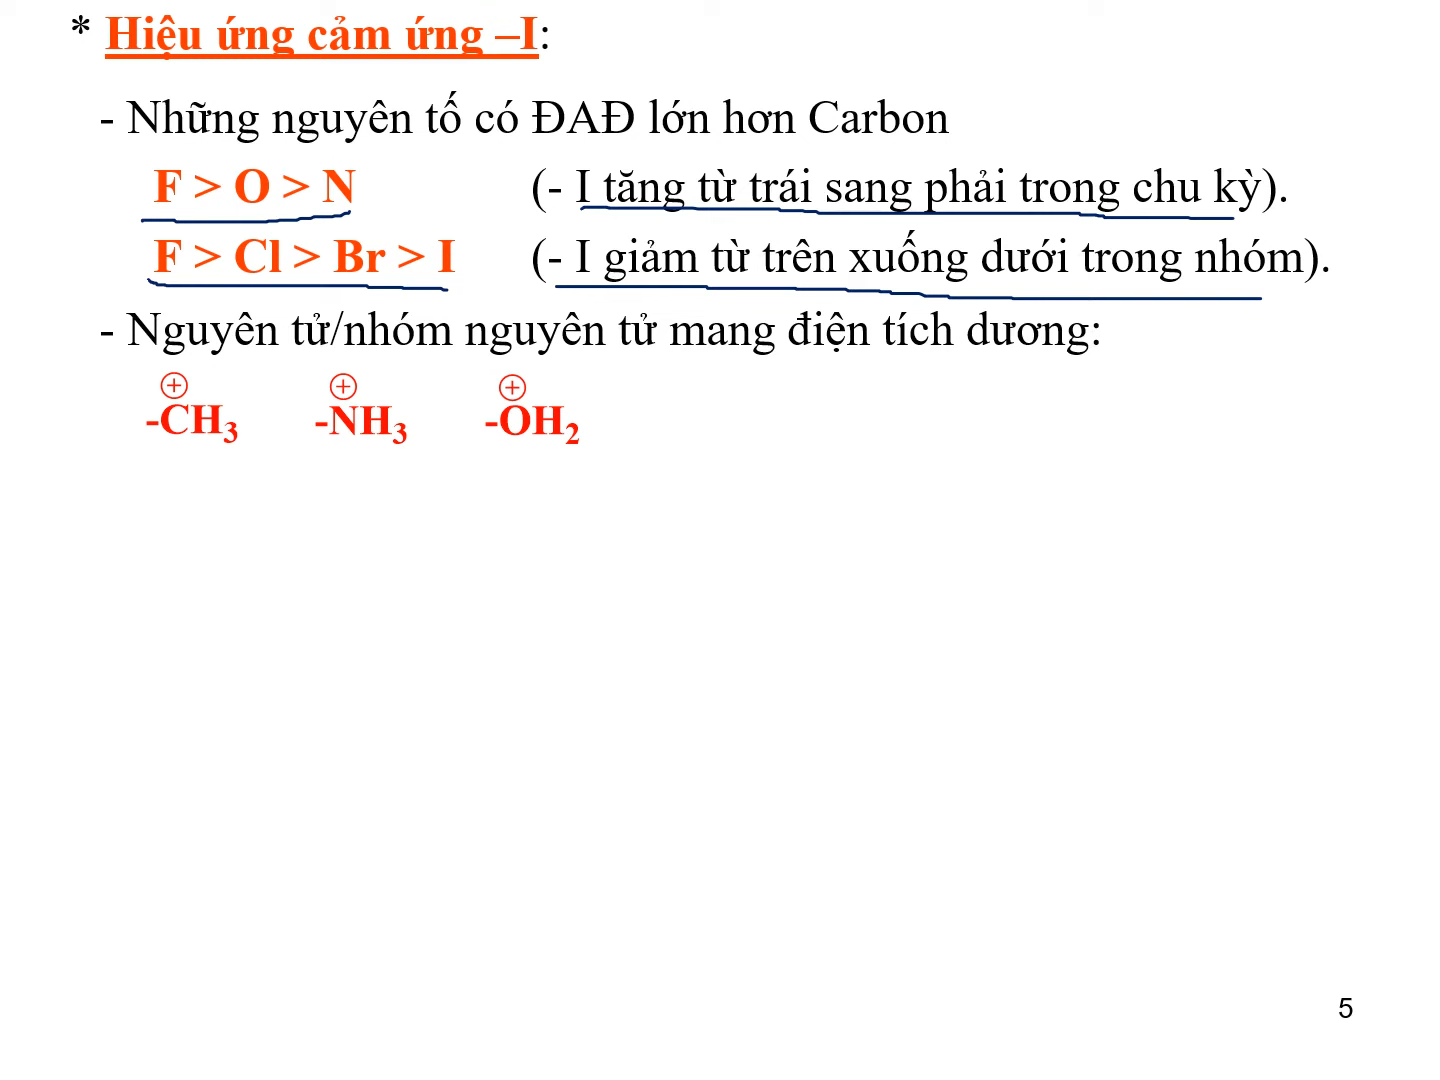 * Hiệu ứng cảm ứng –I:
- Những nguyên tố có ĐAĐ lớn hơn Carbon
F > O > N (- I tăng từ trái sang phải trong chu kỳ).
F > Cl > Br > I (- I giảm từ trên xuống dưới trong nhóm).
- Nguyên tử/nhóm nguyên tử mang điện tích dương:
⊕ ⊕ ⊕
-CH₃ -NH₃ -OH₂
5